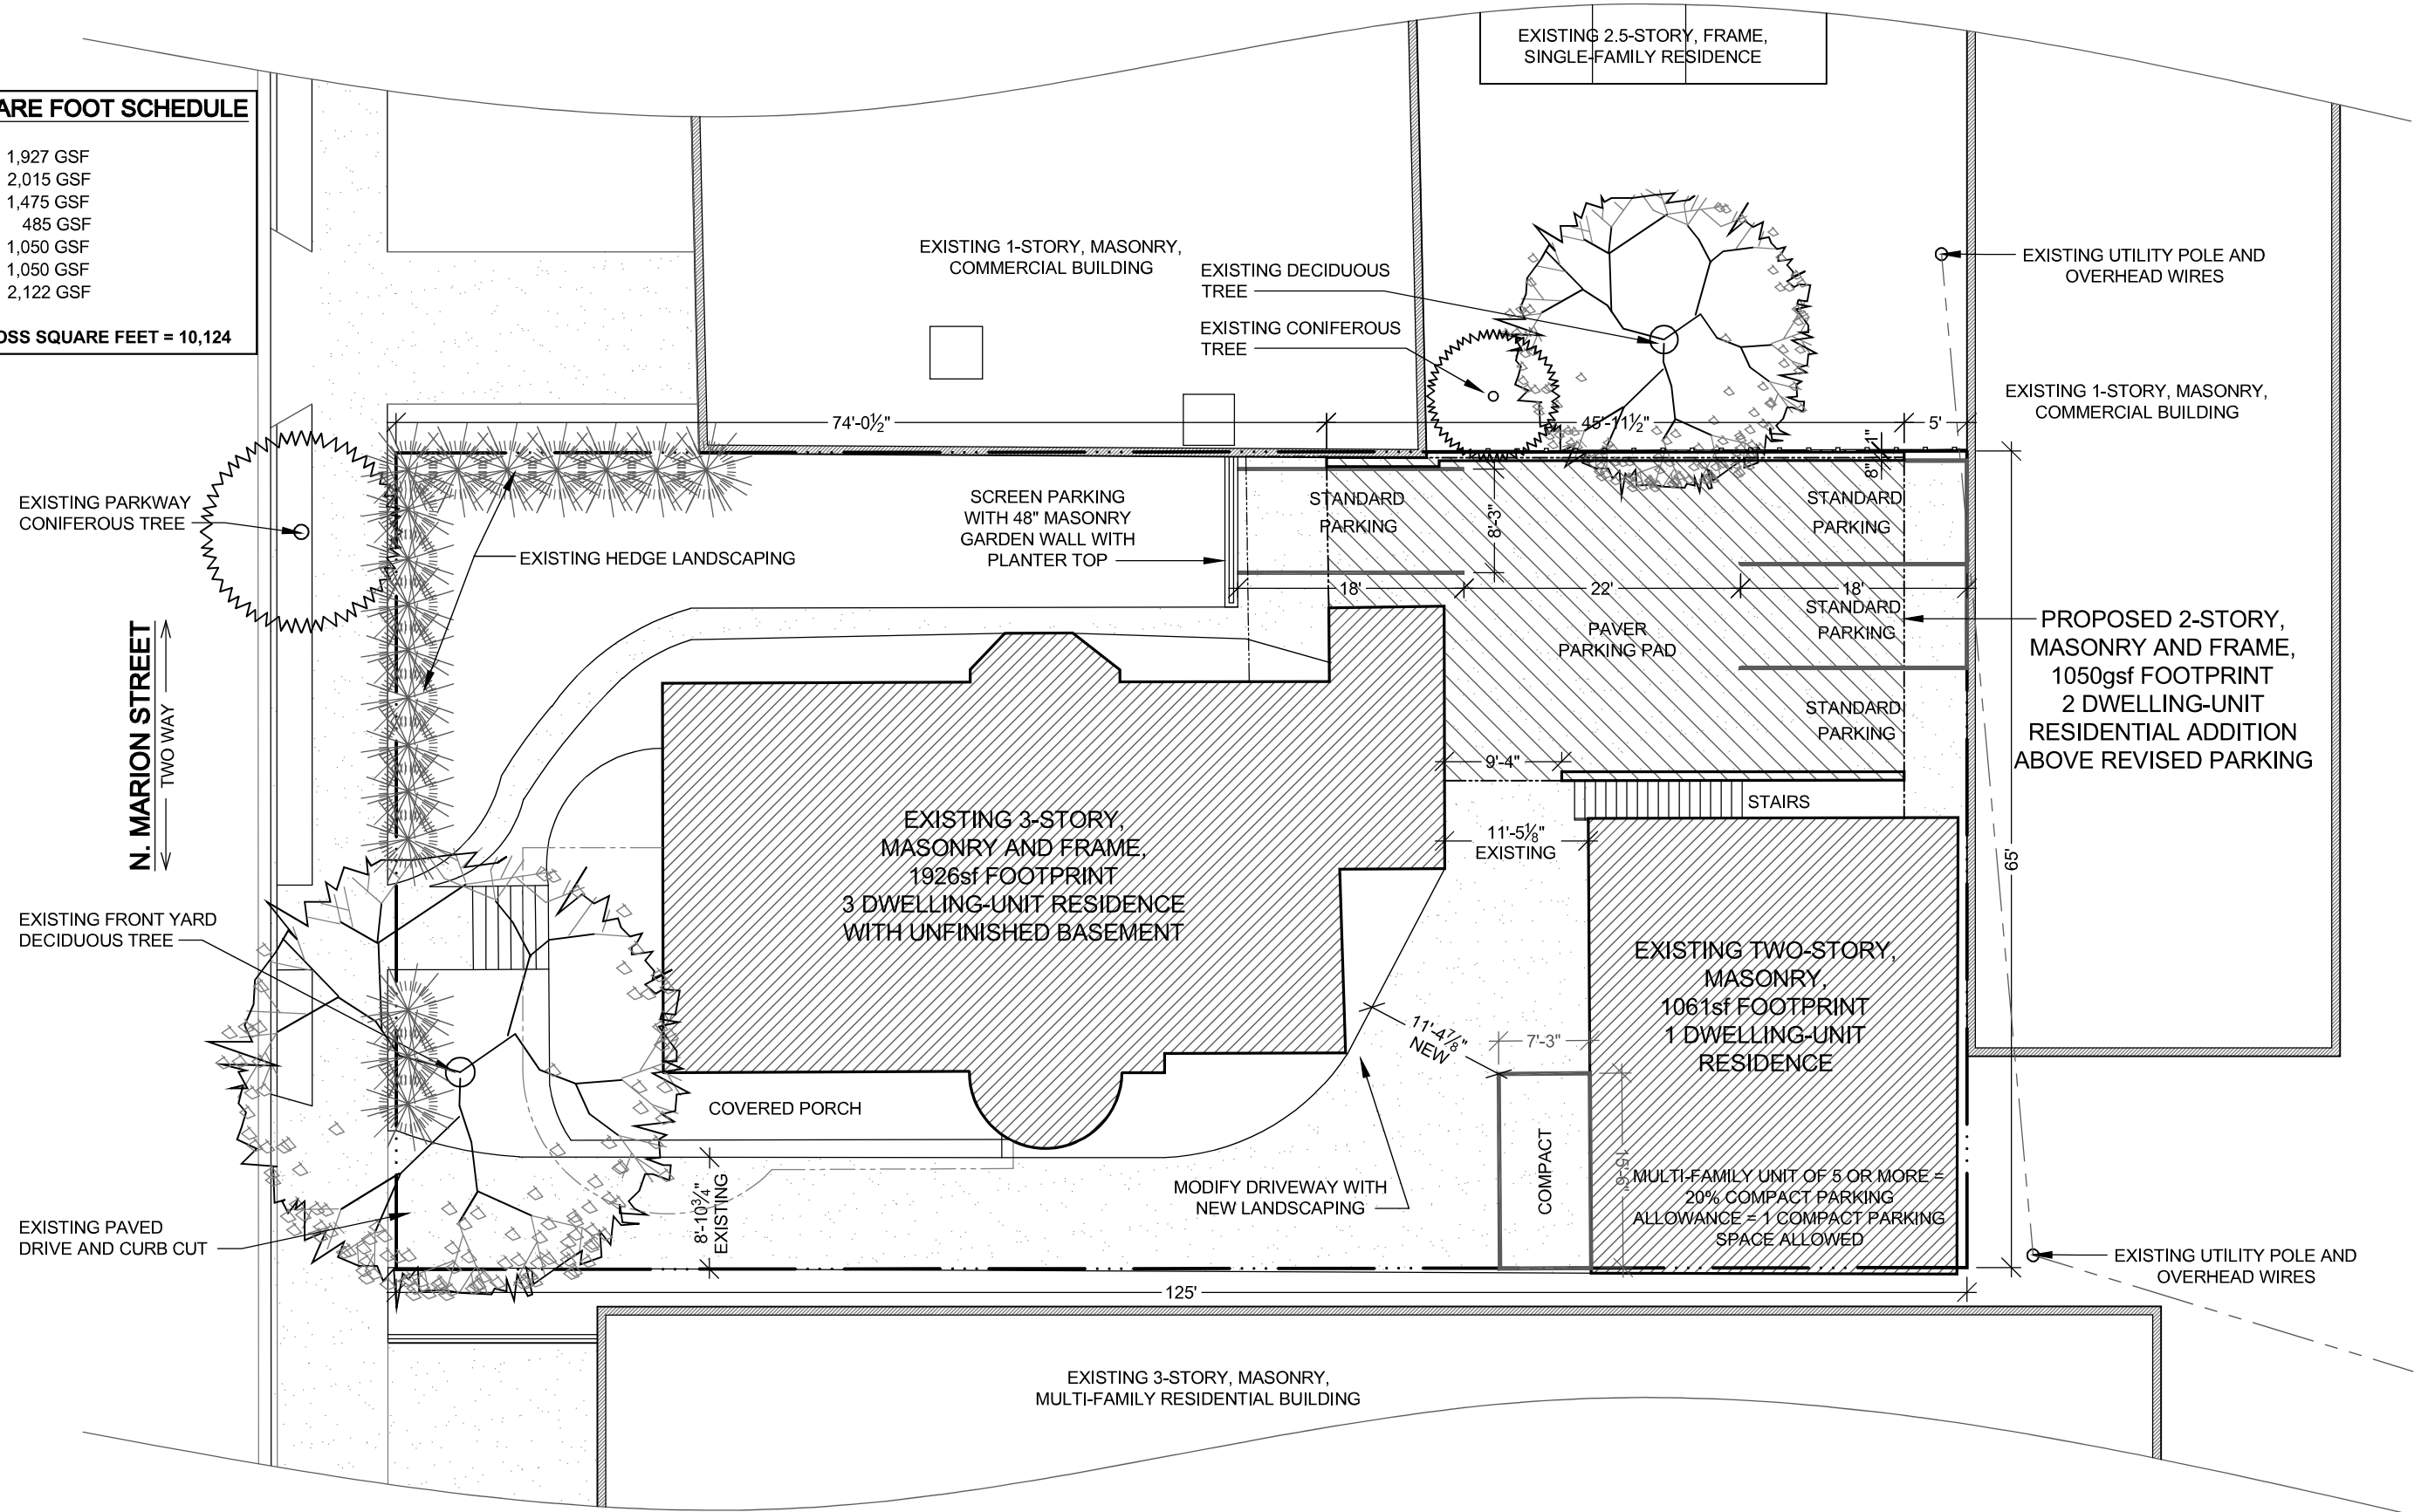 EXISTING 2.5-STORY, FRAME,
SINGLE-FAMILY RESIDENCE
ARE FOOT SCHEDULE
1,927 GSF
2,015 GSF
1,475 GSF
485 GSF
1,050 GSF
1,050 GSF
2,122 GSF
OSS SQUARE FEET = 10,124
EXISTING 1-STORY, MASONRY,
COMMERCIAL BUILDING
EXISTING DECIDUOUS
TREE
EXISTING CONIFEROUS
TREE
EXISTING UTILITY POLE AND
OVERHEAD WIRES
EXISTING 1-STORY, MASONRY,
COMMERCIAL BUILDING
74'-0½"
45'-11½"
5'
1"
8"
EXISTING PARKWAY
CONIFEROUS TREE
EXISTING HEDGE LANDSCAPING
SCREEN PARKING
WITH 48" MASONRY
GARDEN WALL WITH
PLANTER TOP
STANDARD
PARKING
8'-3"
STANDARD
PARKING
18'
22'
18'
STANDARD
PARKING
PAVER
PARKING PAD
STANDARD
PARKING
PROPOSED 2-STORY,
MASONRY AND FRAME,
1050gsf FOOTPRINT
2 DWELLING-UNIT
RESIDENTIAL ADDITION
ABOVE REVISED PARKING
N. MARION STREET
TWO WAY
9'-4"
STAIRS
11'-5⅛"
EXISTING
65'
EXISTING 3-STORY,
MASONRY AND FRAME,
1926sf FOOTPRINT
3 DWELLING-UNIT RESIDENCE
WITH UNFINISHED BASEMENT
EXISTING FRONT YARD
DECIDUOUS TREE
EXISTING TWO-STORY,
MASONRY,
1061sf FOOTPRINT
1 DWELLING-UNIT
RESIDENCE
11'-4⅞"
NEW
7'-3"
COVERED PORCH
COMPACT
15'-6"
MULTI-FAMILY UNIT OF 5 OR MORE =
20% COMPACT PARKING
ALLOWANCE = 1 COMPACT PARKING
SPACE ALLOWED
MODIFY DRIVEWAY WITH
NEW LANDSCAPING
8'-10¾"
EXISTING
EXISTING PAVED
DRIVE AND CURB CUT
EXISTING UTILITY POLE AND
OVERHEAD WIRES
125'
EXISTING 3-STORY, MASONRY,
MULTI-FAMILY RESIDENTIAL BUILDING